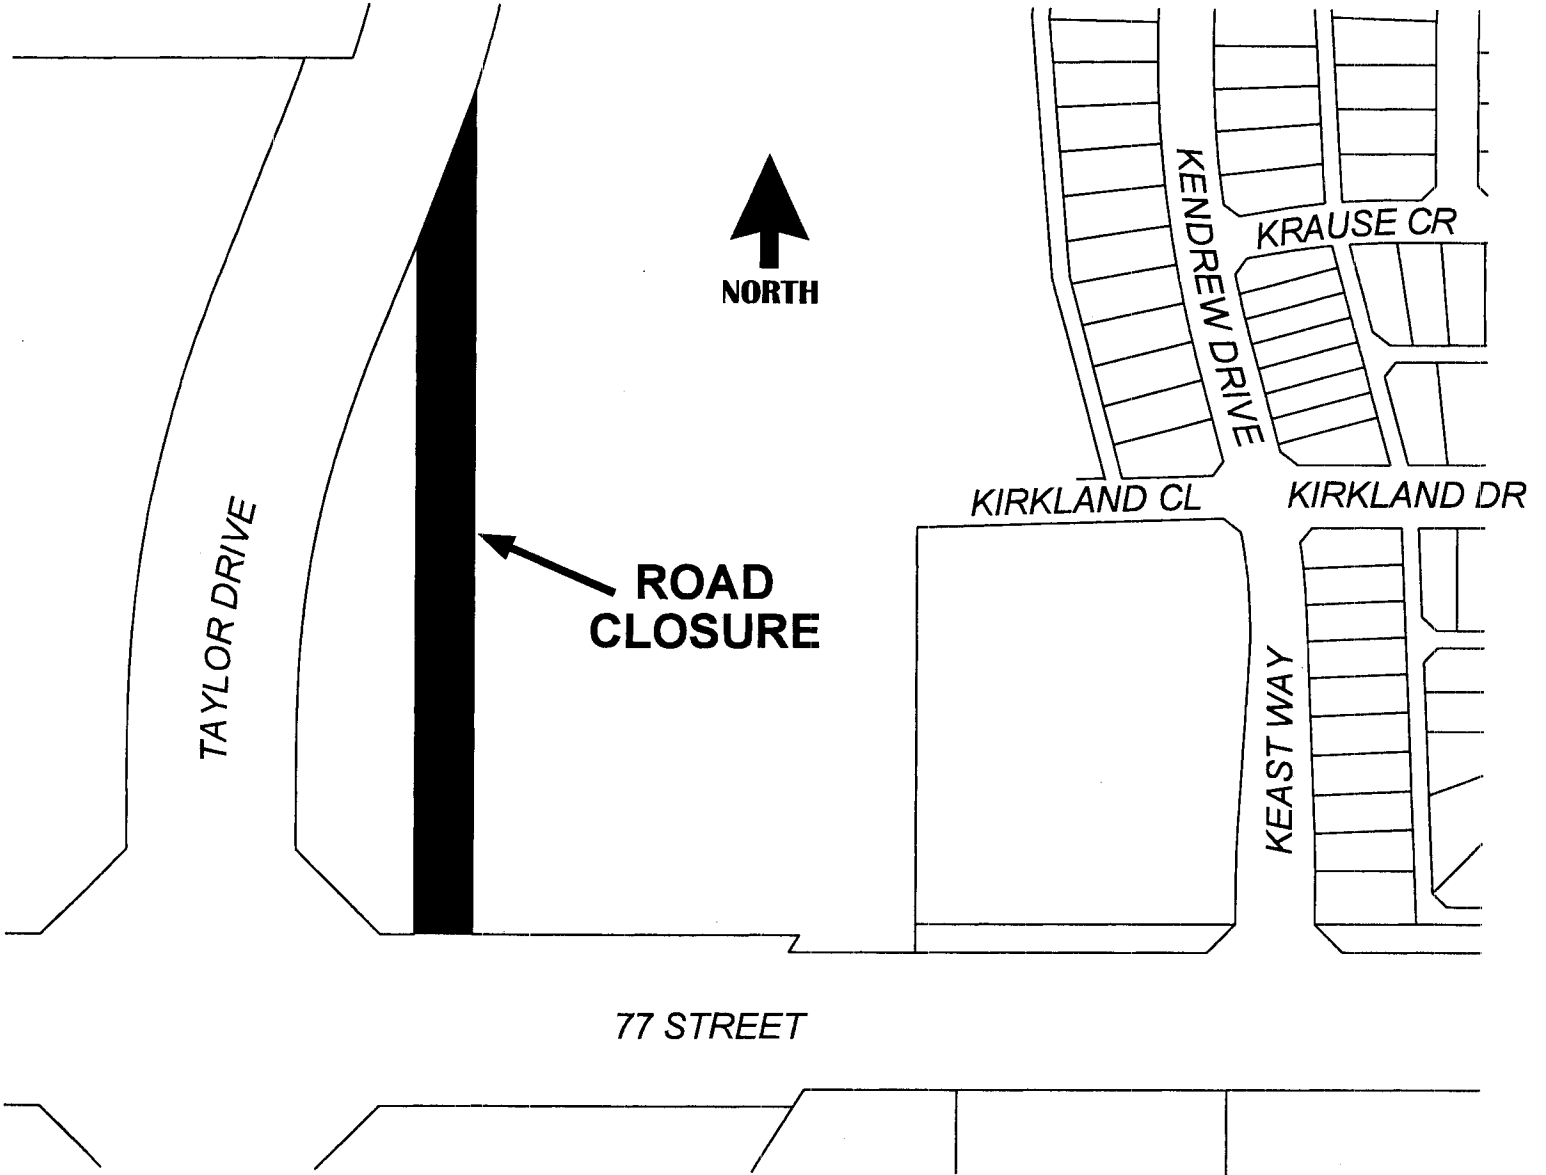 KENDREW DRIVE
KRAUSE CR
NORTH
KIRKLAND CL
KIRKLAND DR
TAYLOR DRIVE
ROAD
CLOSURE
KEAST WAY
77 STREET